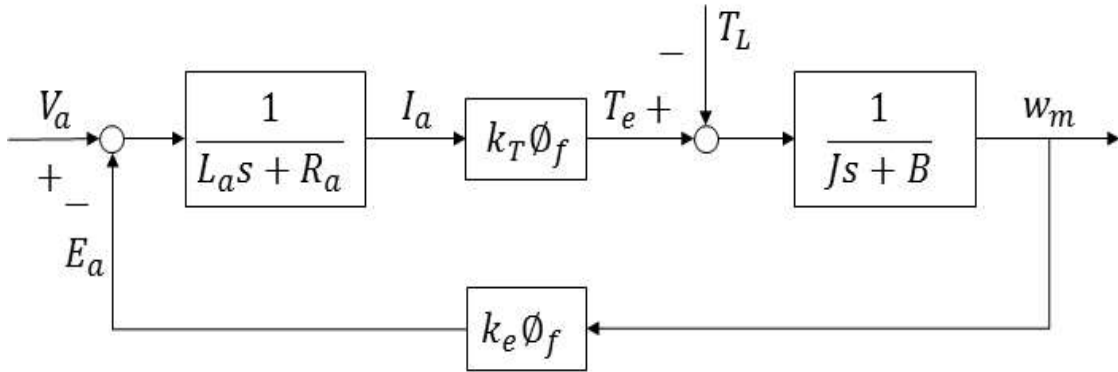 − T_L
V_a
1
L_a s + R_a
I_a
k_T ∅_f
T_e +
1
Js + B
w_m
+ −
E_a
k_e ∅_f